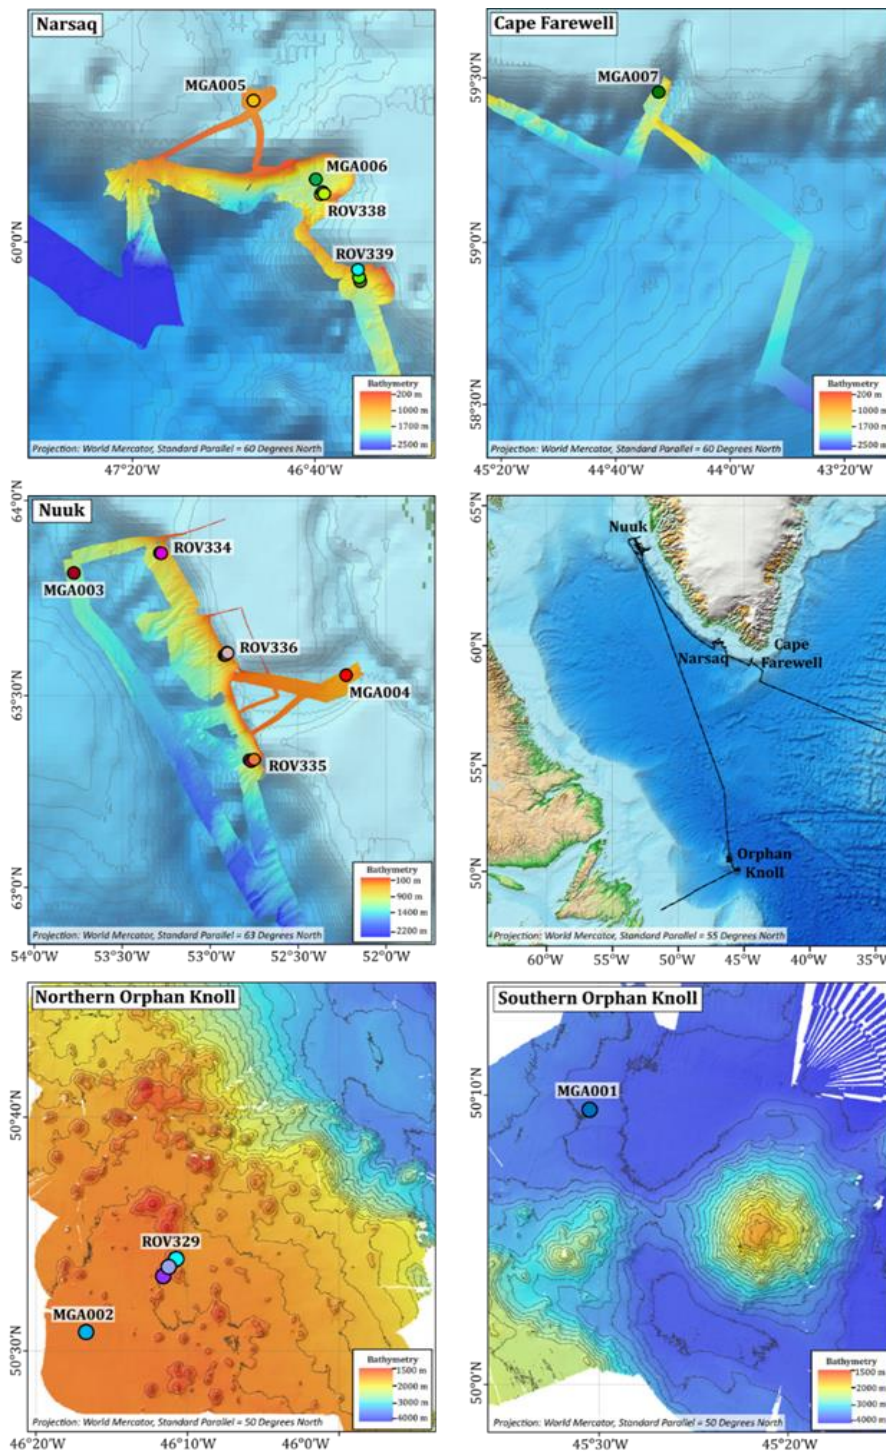 Narsaq
MGA005
MGA006
ROV338
ROV339
60°0'N
Bathymetry
200 m
1000 m
1700 m
2500 m
Projection: World Mercator, Standard Parallel = 60 Degrees North
47°20'W 46°40'W
Cape Farewell
MGA007
59°30'N
59°0'N
58°30'N
Bathymetry
200 m
1000 m
1700 m
2500 m
Projection: World Mercator, Standard Parallel = 60 Degrees North
45°20'W 44°40'W 44°0'W 43°20'W
Nuuk
ROV334
MGA003
ROV336
MGA004
ROV335
64°0'N
63°30'N
63°0'N
Bathymetry
100 m
900 m
1400 m
2200 m
Projection: World Mercator, Standard Parallel = 63 Degrees North
54°0'W 53°30'W 53°0'W 52°30'W 52°0'W
Nuuk
Narsaq
Cape
Farewell
Orphan
Knoll
65°N
60°N
55°N
50°N
Projection: World Mercator, Standard Parallel = 55 Degrees North
60°W 55°W 50°W 45°W 40°W 35°W
Northern Orphan Knoll
ROV329
MGA002
50°40'N
50°30'N
Bathymetry
1500 m
2000 m
3000 m
4000 m
Projection: World Mercator, Standard Parallel = 50 Degrees North
46°20'W 46°10'W 46°0'W
Southern Orphan Knoll
MGA001
50°10'N
50°0'N
Bathymetry
1500 m
2000 m
3000 m
4000 m
Projection: World Mercator, Standard Parallel = 50 Degrees North
45°30'W 45°20'W